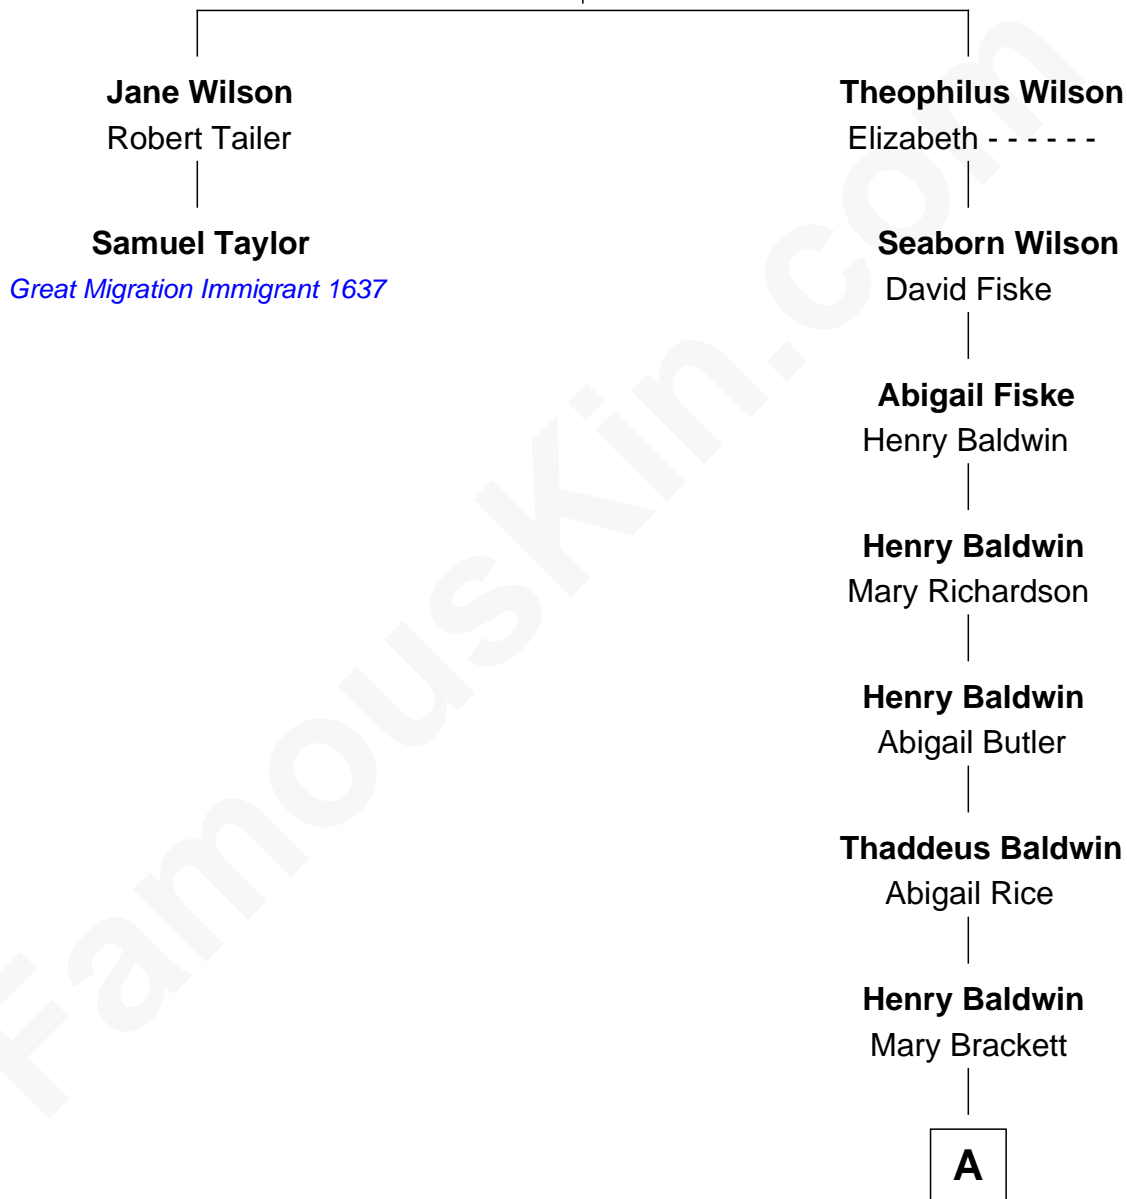 Jane Wilson
Robert Tailer
Samuel Taylor
Great Migration Immigrant 1637
Theophilus Wilson
Elizabeth - - - - - -
Seaborn Wilson
David Fiske
Abigail Fiske
Henry Baldwin
Henry Baldwin
Mary Richardson
Henry Baldwin
Abigail Butler
Thaddeus Baldwin
Abigail Rice
Henry Baldwin
Mary Brackett
A
FamousKin.com